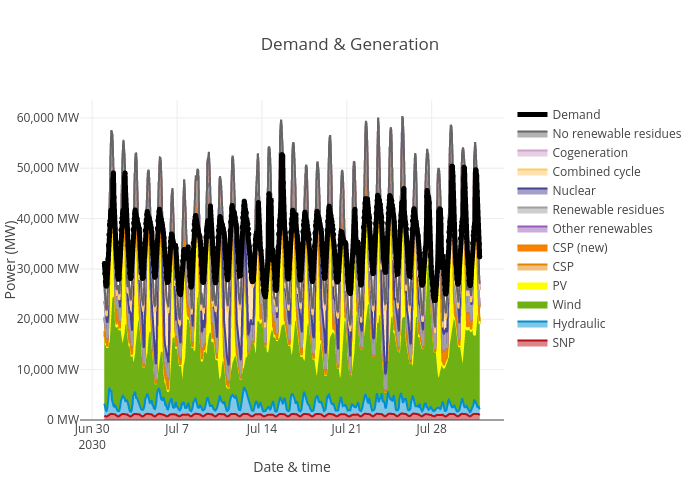 Demand & Generation
60,000 MW
50,000 MW
40,000 MW
30,000 MW
20,000 MW
10,000 MW
0 MW
Power (MW)
Jun 30
2030
Jul 7
Jul 14
Jul 21
Jul 28
Date & time
Demand
No renewable residues
Cogeneration
Combined cycle
Nuclear
Renewable residues
Other renewables
CSP (new)
CSP
PV
Wind
Hydraulic
SNP